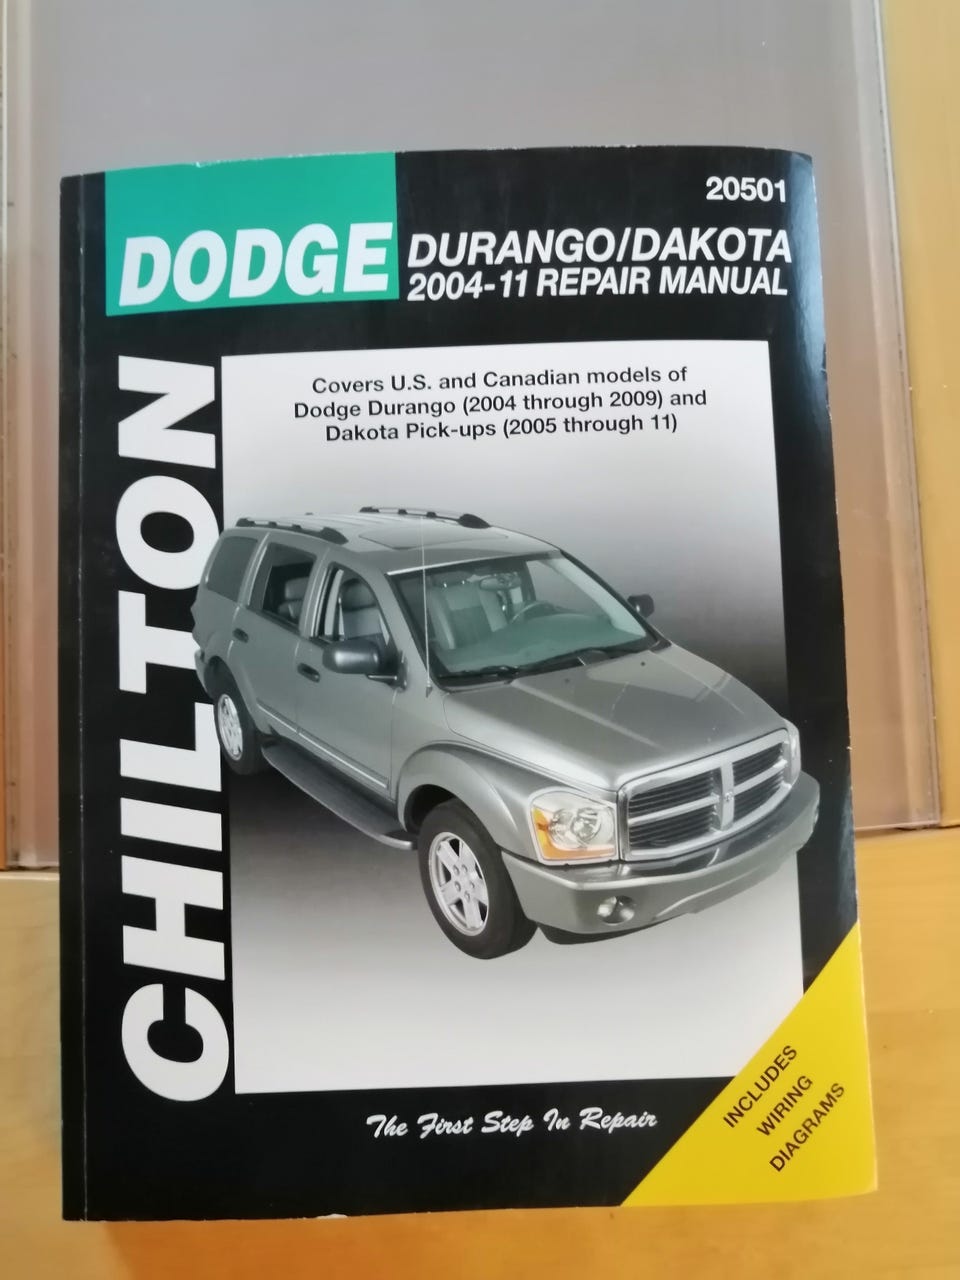 20501
DODGE
DURANGO/DAKOTA
2004-11 REPAIR MANUAL
CHILTON
Covers U.S. and Canadian models of
Dodge Durango (2004 through 2009) and
Dakota Pick-ups (2005 through 11)
The First Step In Repair
INCLUDES
WIRING
DIAGRAMS